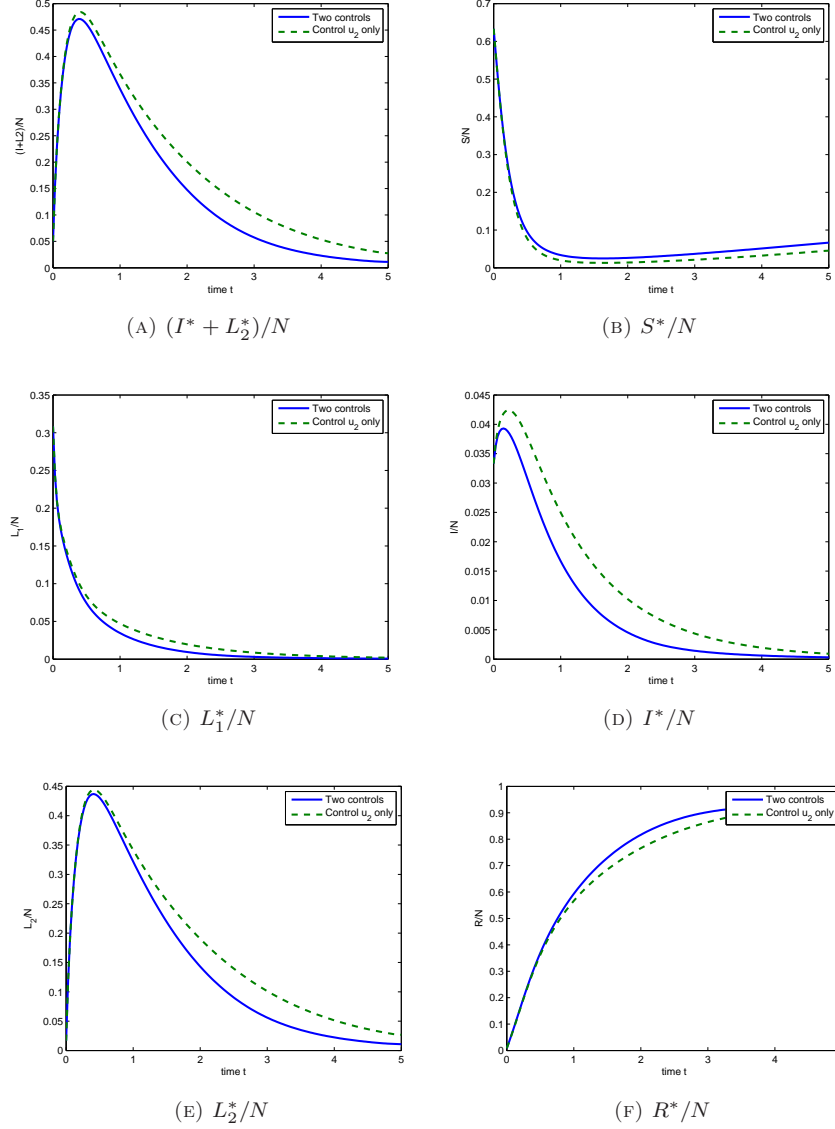 0.5
0.45
0.4
0.35
0.3
0.25
0.2
0.15
0.1
0.05
0
(I+L2)/N
Two controls
Control u₂ only
0 1 2 3 4 5
time t
(A) (I* + L₂*)/N
0.7
0.6
0.5
0.4
0.3
0.2
0.1
0
S/N
Two controls
Control u₂ only
0 1 2 3 4 5
time t
(B) S*/N
0.35
0.3
0.25
0.2
0.15
0.1
0.05
0
L₁/N
Two controls
Control u₂ only
0 1 2 3 4 5
time t
(C) L₁*/N
0.045
0.04
0.035
0.03
0.025
0.02
0.015
0.01
0.005
0
I/N
Two controls
Control u₂ only
0 1 2 3 4 5
time t
(D) I*/N
0.45
0.4
0.35
0.3
0.25
0.2
0.15
0.1
0.05
0
L₂/N
Two controls
Control u₂ only
0 1 2 3 4 5
time t
(E) L₂*/N
1
0.9
0.8
0.7
0.6
0.5
0.4
0.3
0.2
0.1
0
R/N
Two controls
Control u₂ only
0 1 2 3 4
time t
(F) R*/N